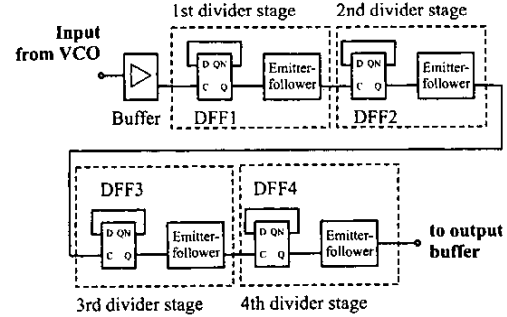 1st divider stage
2nd divider stage
Input
from VCO
D QN
C Q
Emitter-
follower
D QN
C Q
Emitter-
follower
Buffer
DFF1
DFF2
DFF3
DFF4
D QN
C Q
Emitter-
follower
D QN
C Q
Emitter-
follower
to output
buffer
3rd divider stage
4th divider stage